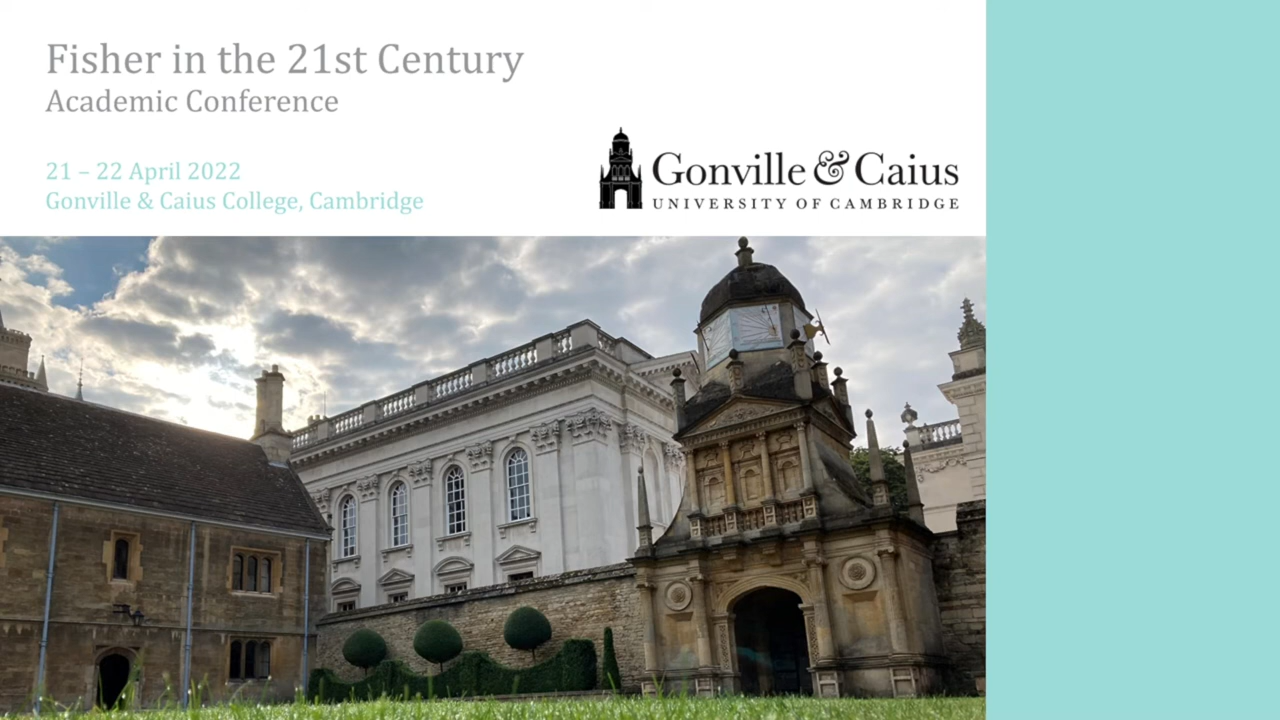 Fisher in the 21st Century
Academic Conference
21 – 22 April 2022
Gonville & Caius College, Cambridge
Gonville & Caius
UNIVERSITY OF CAMBRIDGE